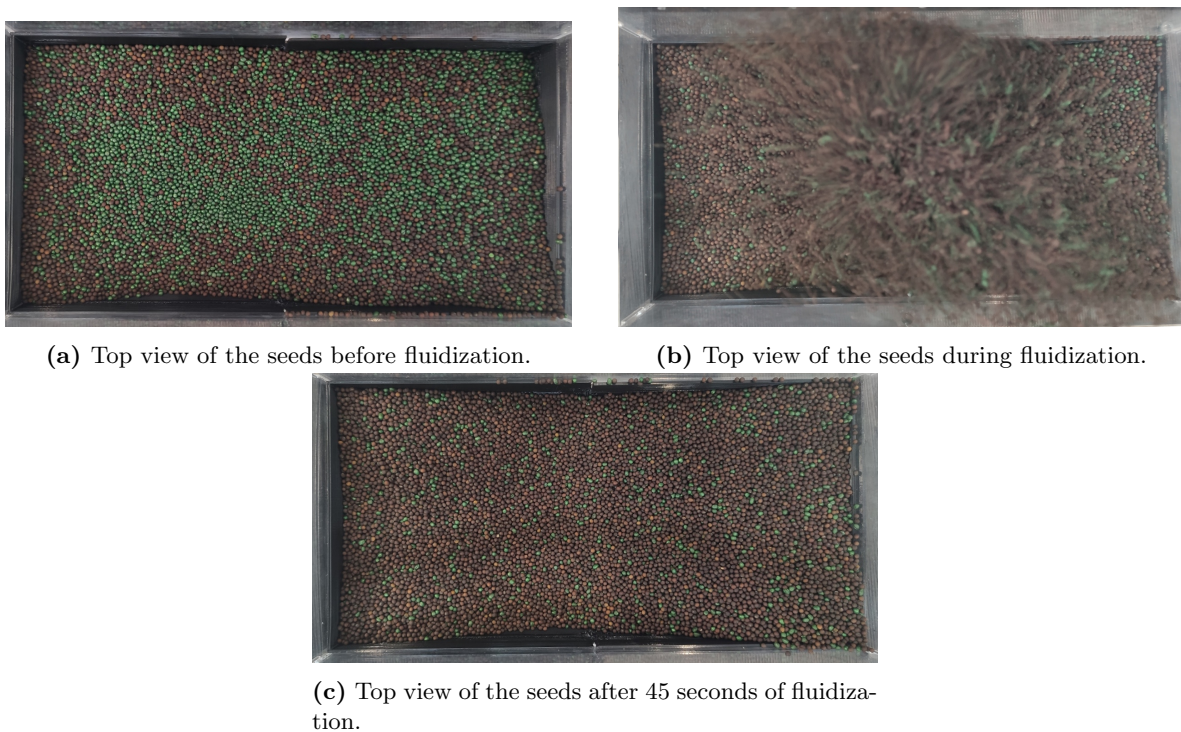 (a) Top view of the seeds before fluidization.
(b) Top view of the seeds during fluidization.
(c) Top view of the seeds after 45 seconds of fluidiza-
tion.